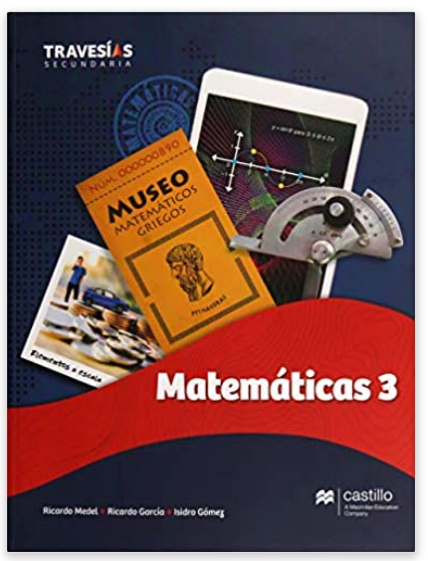 TRAVESÍAS
SECUNDARIA
MATEMÁTICAS
NÚM. 000000890
MUSEO
MATEMÁTICOS
GRIEGOS
PITÁGORAS
Elementos a escala
Matemáticas 3
Ricardo Medel • Ricardo García • Isidro Gómez
castillo
A Macmillan Education
Company